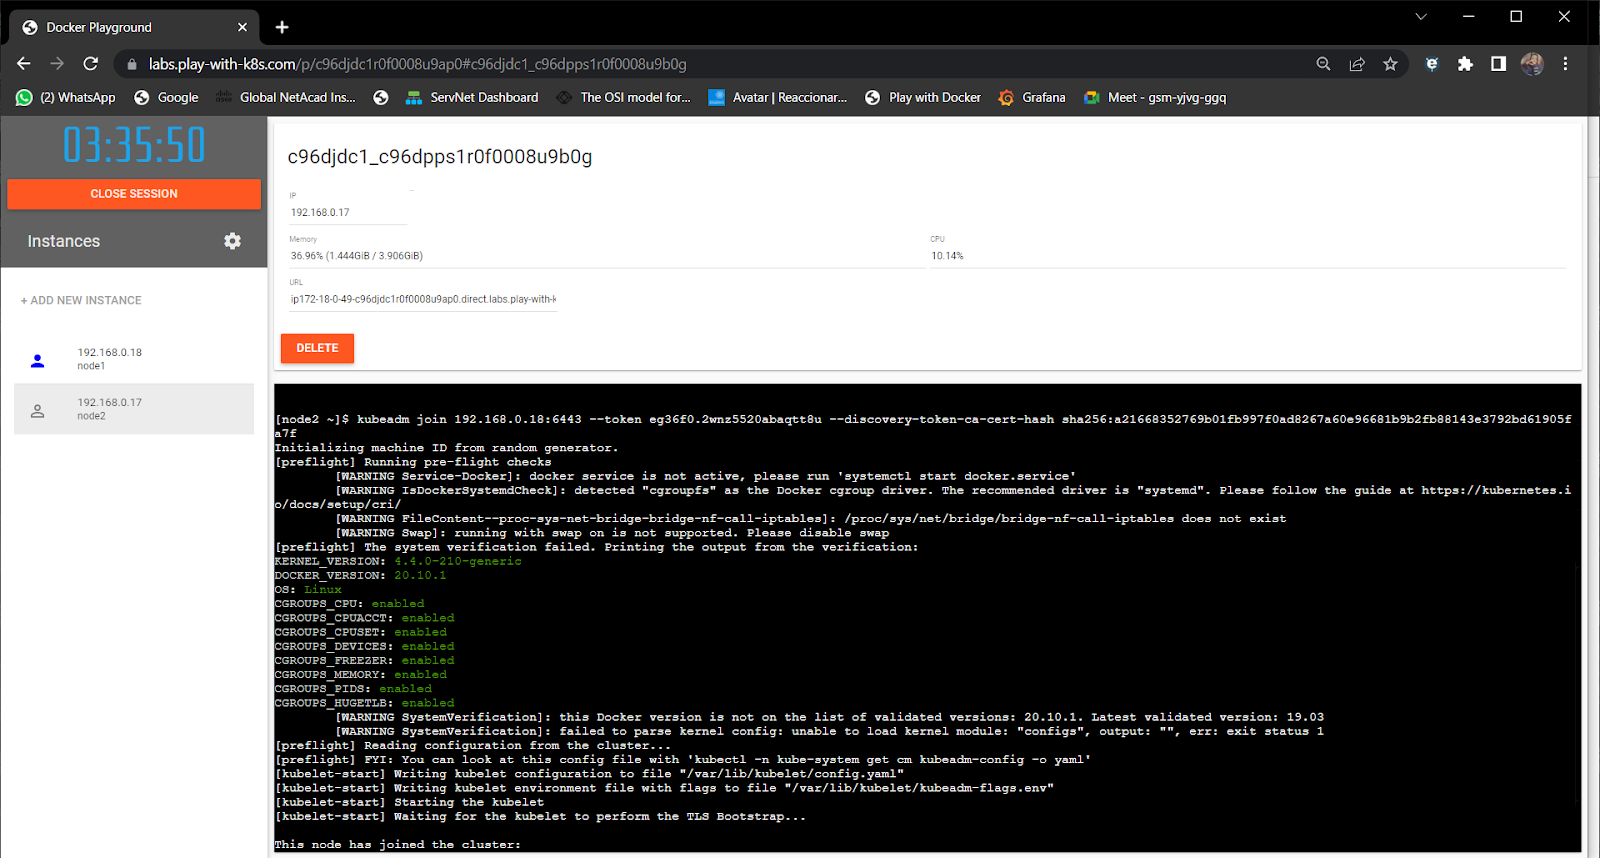 Docker Playground
labs.play-with-k8s.com/p/c96djdc1r0f0008u9ap0#c96djdc1_c96dpps1r0f0008u9b0g
(2) WhatsApp Google Global NetAcad Ins... ServNet Dashboard The OSI model for... Avatar | Reaccionar... Play with Docker Grafana Meet - gsm-yjvg-ggq
03:35:50
CLOSE SESSION
Instances
+ ADD NEW INSTANCE
192.168.0.18
node1
192.168.0.17
node2
c96djdc1_c96dpps1r0f0008u9b0g
IP
192.168.0.17
Memory
36.96% (1.444GiB / 3.906GiB)
CPU
10.14%
URL
ip172-18-0-49-c96djdc1r0f0008u9ap0.direct.labs.play-with-k
DELETE
[node2 ~]$ kubeadm join 192.168.0.18:6443 --token eg36f0.2wnz5520abaqtt8u --discovery-token-ca-cert-hash sha256:a21668352769b01fb997f0ad8267a60e96681b9b2fb88143e3792bd61905f
a7f
Initializing machine ID from random generator.
[preflight] Running pre-flight checks
[WARNING Service-Docker]: docker service is not active, please run 'systemctl start docker.service'
[WARNING IsDockerSystemdCheck]: detected "cgroupfs" as the Docker cgroup driver. The recommended driver is "systemd". Please follow the guide at https://kubernetes.i
o/docs/setup/cri/
[WARNING FileContent--proc-sys-net-bridge-bridge-nf-call-iptables]: /proc/sys/net/bridge/bridge-nf-call-iptables does not exist
[WARNING Swap]: running with swap on is not supported. Please disable swap
[preflight] The system verification failed. Printing the output from the verification:
KERNEL_VERSION: 4.4.0-210-generic
DOCKER_VERSION: 20.10.1
OS: Linux
CGROUPS_CPU: enabled
CGROUPS_CPUACCT: enabled
CGROUPS_CPUSET: enabled
CGROUPS_DEVICES: enabled
CGROUPS_FREEZER: enabled
CGROUPS_MEMORY: enabled
CGROUPS_PIDS: enabled
CGROUPS_HUGETLB: enabled
[WARNING SystemVerification]: this Docker version is not on the list of validated versions: 20.10.1. Latest validated version: 19.03
[WARNING SystemVerification]: failed to parse kernel config: unable to load kernel module: "configs", output: "", err: exit status 1
[preflight] Reading configuration from the cluster...
[preflight] FYI: You can look at this config file with 'kubectl -n kube-system get cm kubeadm-config -o yaml'
[kubelet-start] Writing kubelet configuration to file "/var/lib/kubelet/config.yaml"
[kubelet-start] Writing kubelet environment file with flags to file "/var/lib/kubelet/kubeadm-flags.env"
[kubelet-start] Starting the kubelet
[kubelet-start] Waiting for the kubelet to perform the TLS Bootstrap...
This node has joined the cluster: